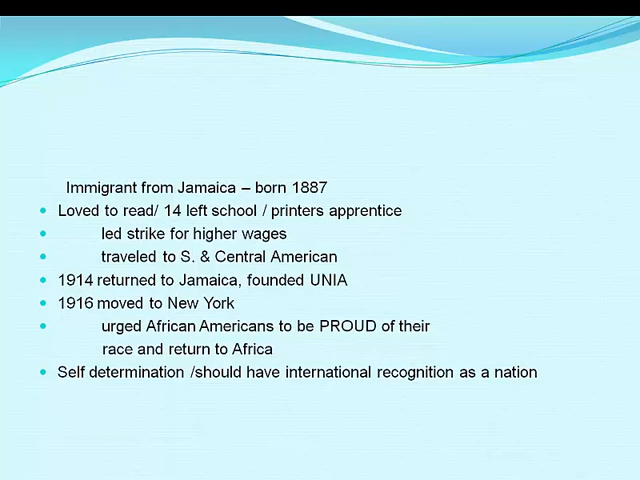 Immigrant from Jamaica – born 1887
Loved to read/ 14 left school / printers apprentice
led strike for higher wages
traveled to S. & Central American
1914 returned to Jamaica, founded UNIA
1916 moved to New York
urged African Americans to be PROUD of their
race and return to Africa
Self determination /should have international recognition as a nation